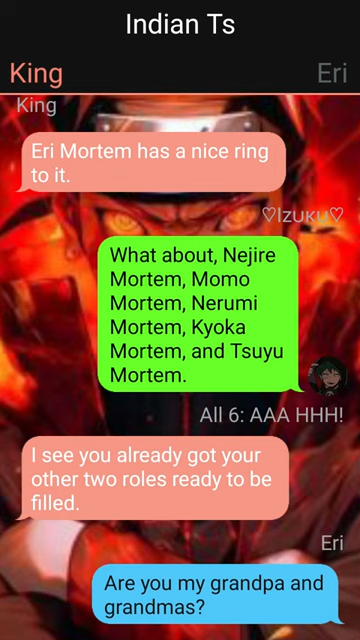 Indian Ts
King Eri
King
Eri Mortem has a nice ring
to it.
♡Izuku♡
What about, Nejire
Mortem, Momo
Mortem, Nerumi
Mortem, Kyoka
Mortem, and Tsuyu
Mortem.
All 6: AAA HHH!
I see you already got your
other two roles ready to be
filled.
Eri
Are you my grandpa and
grandmas?